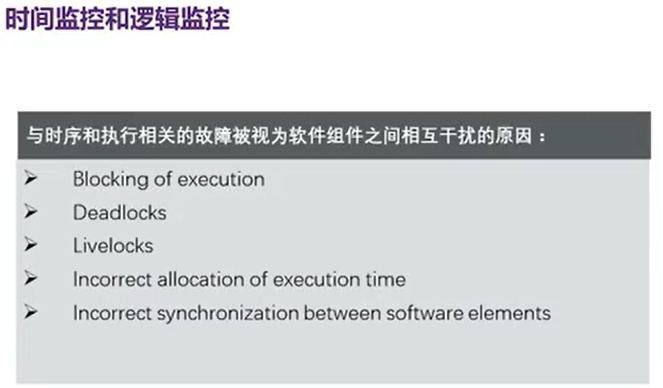 时间监控和逻辑监控
与时序和执行相关的故障被视为软件组件之间相互干扰的原因：
➢ Blocking of execution
➢ Deadlocks
➢ Livelocks
➢ Incorrect allocation of execution time
➢ Incorrect synchronization between software elements